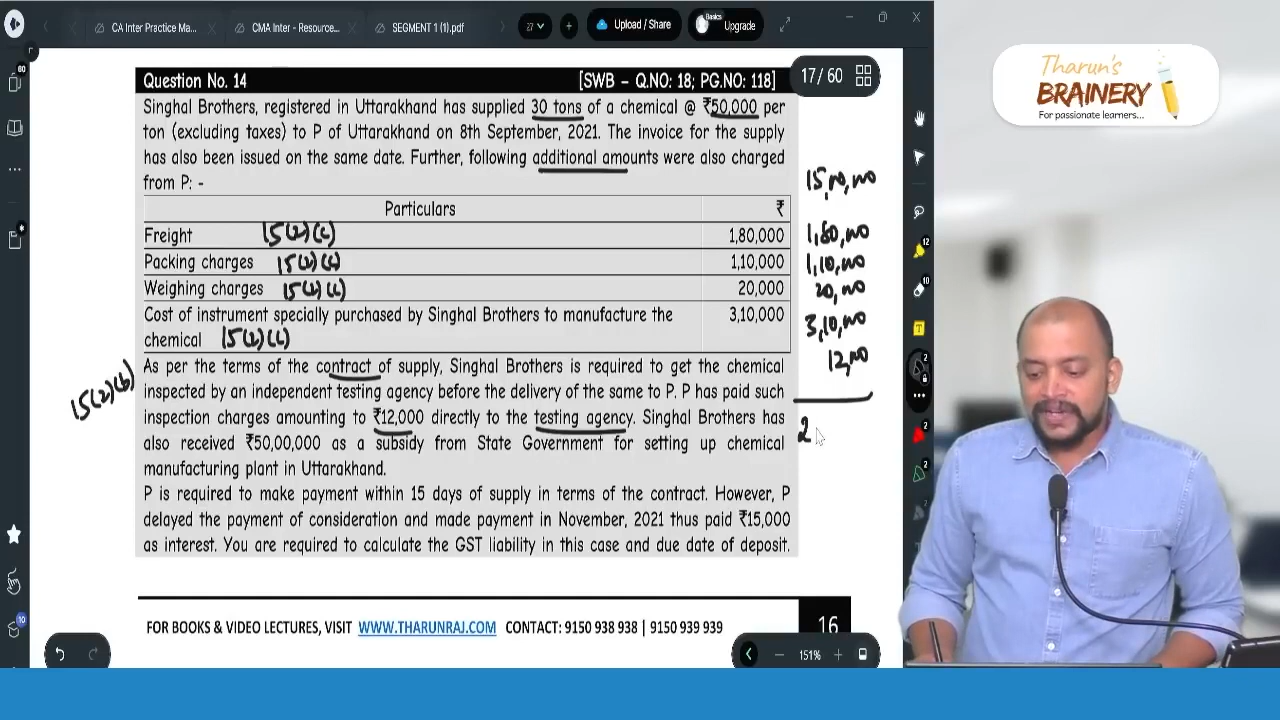 CA Inter Practice Ma...
CMA Inter - Resource...
SEGMENT 1 (1).pdf
27
Upload / Share
Basics
Upgrade
Question No. 14 [SWB – Q.NO: 18; PG.NO: 118]
17/60
Singhal Brothers, registered in Uttarakhand has supplied 30 tons of a chemical @ ₹50,000 per
ton (excluding taxes) to P of Uttarakhand on 8th September, 2021. The invoice for the supply
has also been issued on the same date. Further, following additional amounts were also charged
from P: -
15,00,000
Particulars ₹
Freight 15(2)(c) 1,80,000 1,80,000
Packing charges 15(2)(c) 1,10,000 1,10,000
Weighing charges 15(2)(c) 20,000 20,000
Cost of instrument specially purchased by Singhal Brothers to manufacture the 3,10,000 3,10,000
chemical 15(2)(c)
12,000
As per the terms of the contract of supply, Singhal Brothers is required to get the chemical
15(2)(b)
inspected by an independent testing agency before the delivery of the same to P. P has paid such
inspection charges amounting ₹12,000 directly to the testing agency. Singhal Brothers has
2
also received ₹50,00,000 as a subsidy from State Government for setting up chemical
manufacturing plant in Uttarakhand.
P is required to make payment within 15 days of supply in terms of the contract. However, P
delayed the payment of consideration and made payment in November, 2021 thus paid ₹15,000
as interest. You are required to calculate the GST liability in this case and due date of deposit.
FOR BOOKS & VIDEO LECTURES, VISIT WWW.THARUNRAJ.COM CONTACT: 9150 938 938 | 9150 939 939
16
151%
Tharun's
BRAINERY
For passionate learners...
80
12
10
2
2
2
10